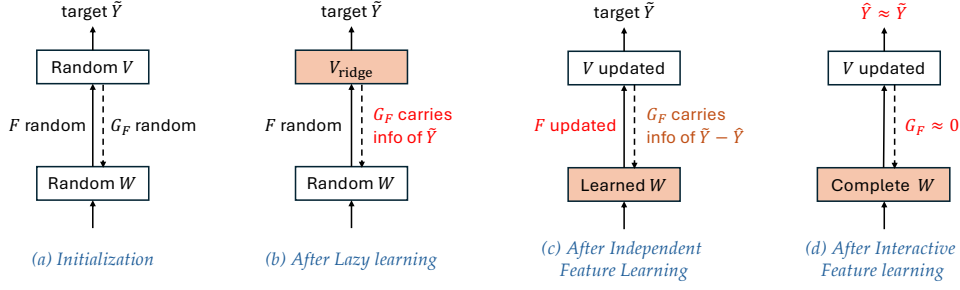 target Ỹ
Random V
F random
G_F random
Random W
(a) Initialization
target Ỹ
V_ridge
F random
G_F carries
info of Ỹ
Random W
(b) After Lazy learning
target Ỹ
V updated
F updated
G_F carries
info of Ỹ − Ŷ
Learned W
(c) After Independent
Feature Learning
Ŷ ≈ Ỹ
V updated
G_F ≈ 0
Complete W
(d) After Interactive
Feature learning